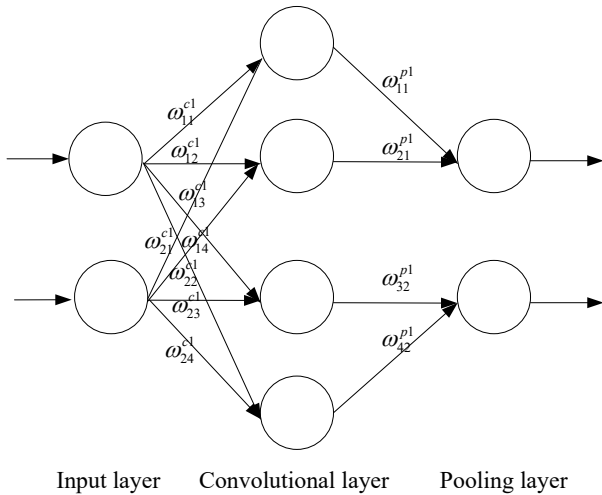 ω₁₁ᶜ¹
ω₁₂ᶜ¹
ω₁₃ᶜ¹
ω₁₄ᶜ¹
ω₂₁ᶜ¹
ω₂₂ᶜ¹
ω₂₃ᶜ¹
ω₂₄ᶜ¹
ω₁₁ᵖ¹
ω₂₁ᵖ¹
ω₃₂ᵖ¹
ω₄₂ᵖ¹
Input layer Convolutional layer Pooling layer